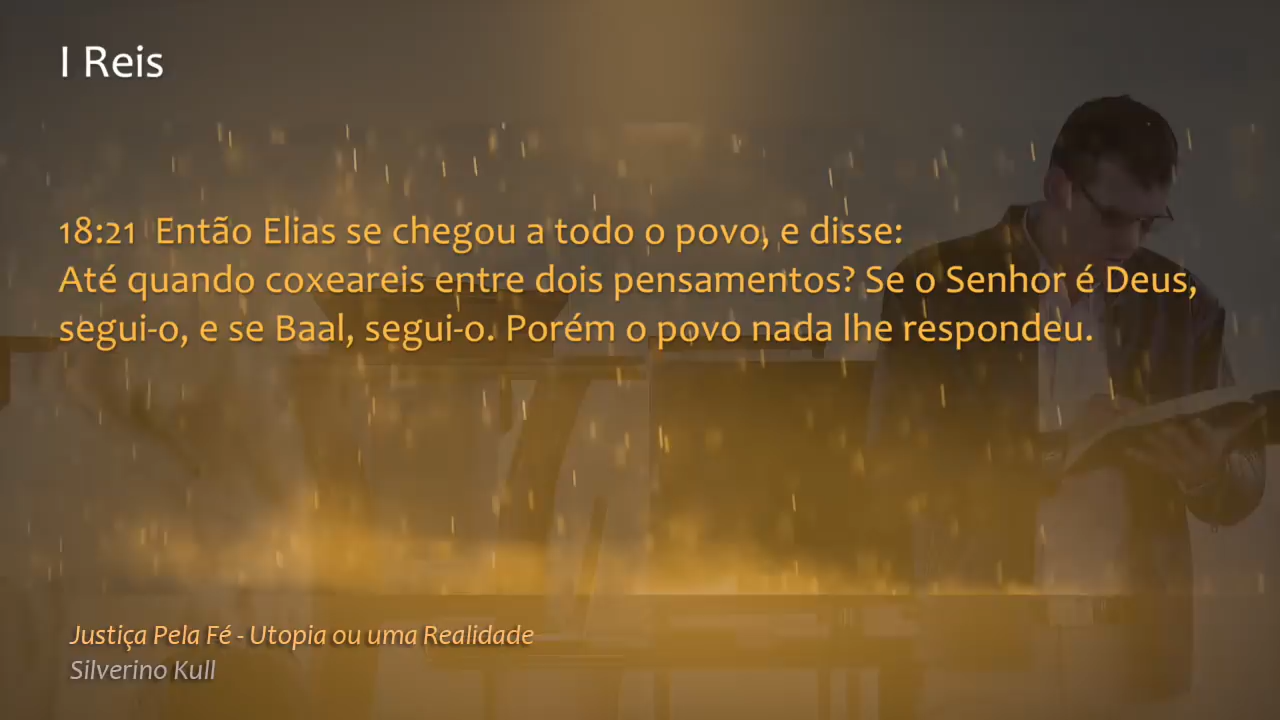 I Reis
18:21 Então Elias se chegou a todo o povo, e disse:
Até quando coxeareis entre dois pensamentos? Se o Senhor é Deus,
segui-o, e se Baal, segui-o. Porém o povo nada lhe respondeu.
Justiça Pela Fé - Utopia ou uma Realidade
Silverino Kull